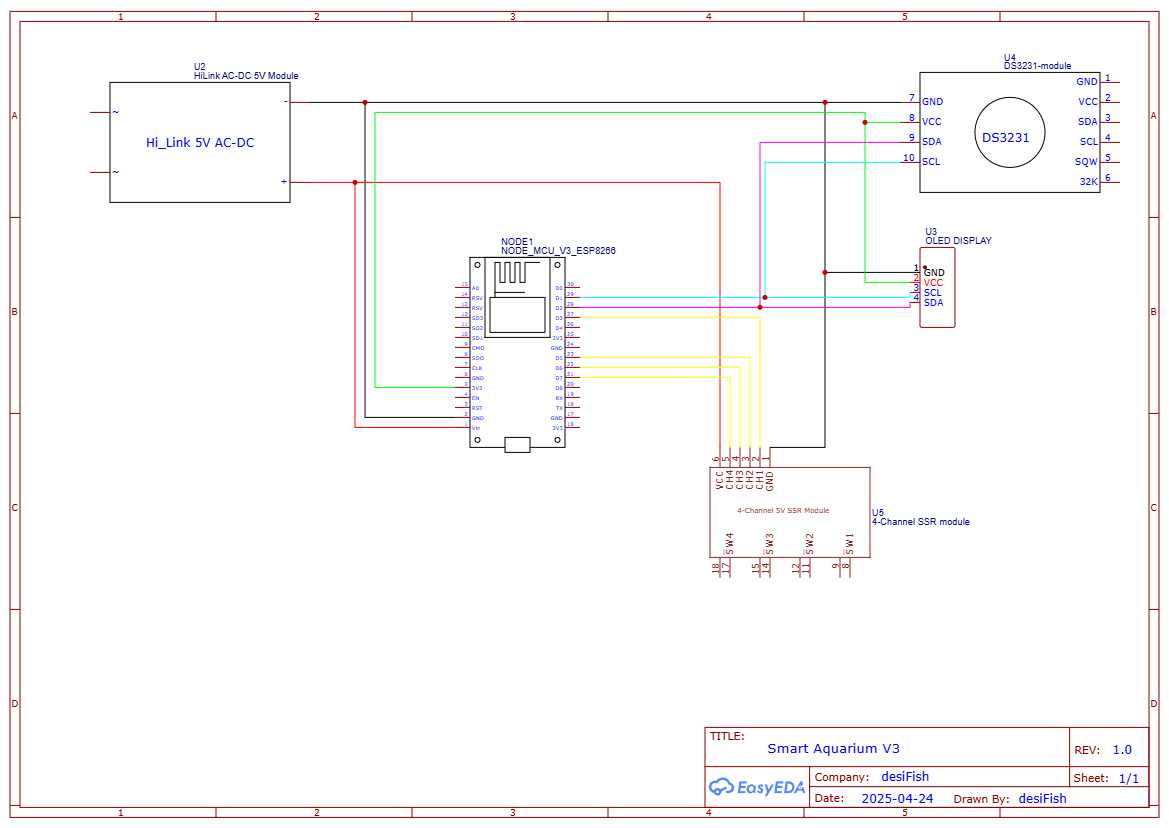 1 2 3 4 5
A A
B B
C C
D D
1 2 3 4 5
U2
HiLink AC-DC 5V Module
-
~
Hi_Link 5V AC-DC
~
+
U4
DS3231-module
DS3231
7 GND
8 VCC
9 SDA
10 SCL
GND 1
VCC 2
SDA 3
SCL 4
SQW 5
32K 6
U3
OLED DISPLAY
1 GND
2 VCC
3 SCL
4 SDA
NODE1
NODE_MCU_V3_ESP8266
15 A0
14 RSV
13 RSV
12 SD3
11 SD2
10 SD1
9 CMD
8 SDO
7 CLK
6 GND
5 3V3
4 EN
3 RST
2 GND
1 Vin
D0 30
D1 29
D2 28
D3 27
D4 26
3V3 25
GND 24
D5 23
D6 22
D7 21
D8 20
RX 19
TX 18
GND 17
3V3 16
6 VCC
5 CH4
4 CH3
3 CH2
2 CH1
1 GND
4-Channel 5V SSR Module
U5
4-Channel SSR module
SW4
SW3
SW2
SW1
18 17 15 14 12 11 9 8
TITLE:
Smart Aquarium V3
REV: 1.0
EasyEDA
Company: desiFish
Sheet: 1/1
Date: 2025-04-24 Drawn By: desiFish